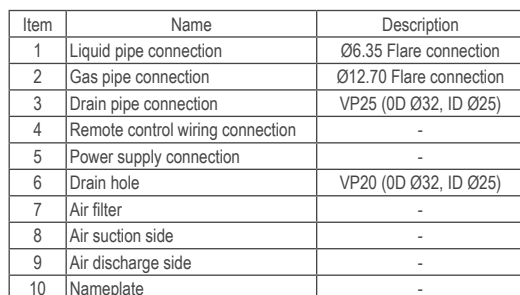 Item Name Description
1 Liquid pipe connection Ø6.35 Flare connection
2 Gas pipe connection Ø12.70 Flare connection
3 Drain pipe connection VP25 (0D Ø32, ID Ø25)
4 Remote control wiring connection -
5 Power supply connection -
6 Drain hole VP20 (0D Ø32, ID Ø25)
7 Air filter -
8 Air suction side -
9 Air discharge side -
10 Nameplate -